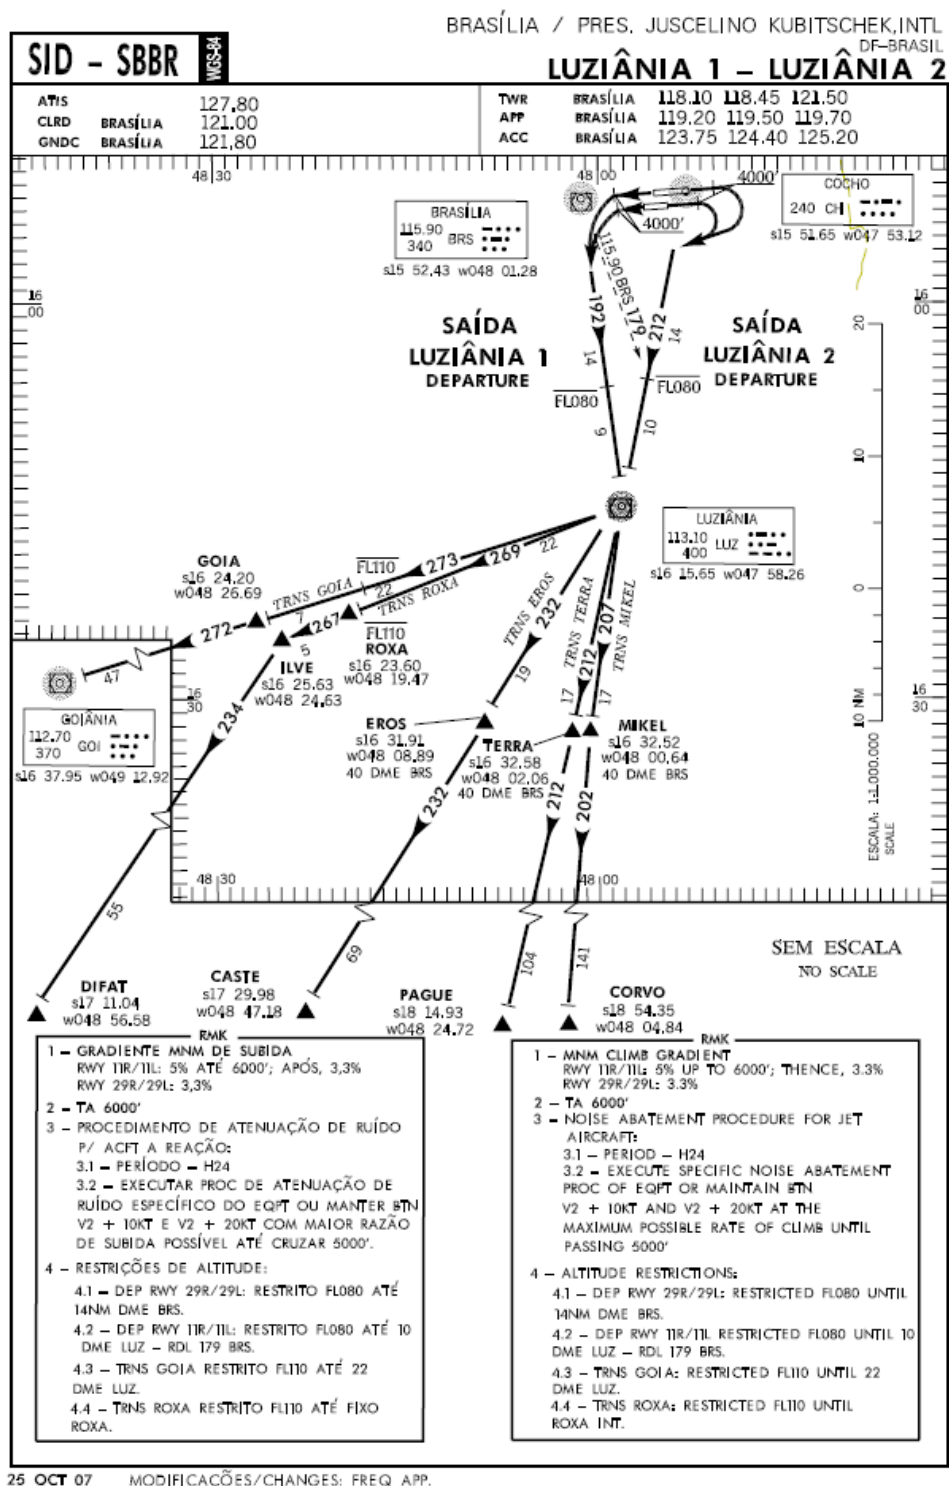 BRASÍLIA / PRES. JUSCELINO KUBITSCHEK,INTL
DF-BRASIL
SID - SBBR
WGS-84
LUZIÂNIA 1 - LUZIÂNIA 2
ATIS 127.80
CLRD BRASÍLIA 121.00
GNDC BRASÍLIA 121.80
TWR BRASÍLIA 118.10 118.45 121.50
APP BRASÍLIA 119.20 119.50 119.70
ACC BRASÍLIA 123.75 124.40 125.20
48 30
48 00
4000'
4000'
COCHO
240 CH
s15 51.65 w047 53.12
BRASÍLIA
115.90
340 BRS
s15 52.43 w048 01.28
16
00
16
00
115.90 BRS 179
192
212
14
14
SAÍDA
LUZIÂNIA 1
DEPARTURE
SAÍDA
LUZIÂNIA 2
DEPARTURE
FL080
FL080
9
10
20
10
0
10 NM
ESCALA: 1:1.000.000
SCALE
LUZIÂNIA
113.10
400 LUZ
s16 15.65 w047 58.26
GOIA
s16 24.20
w048 26.69
FL110
273
269
22
22
TRNS GOIA
TRNS ROXA
7
272
267
5
47
FL110
ROXA
s16 23.60
w048 19.47
ILVE
s16 25.63
w048 24.63
TRNS EROS
232
19
TRNS TERRA
212
17
207
TRNS MIKEL
17
GOIÂNIA
112.70
370 GOI
s16 37.95 w049 12.92
16
30
16
30
234
EROS
s16 31.91
w048 08.89
40 DME BRS
TERRA
s16 32.58
w048 02.06
40 DME BRS
MIKEL
s16 32.52
w048 00.64
40 DME BRS
232
212
202
48 30
48 00
55
69
104
141
SEM ESCALA
NO SCALE
DIFAT
s17 11.04
w048 56.58
CASTE
s17 29.98
w048 47.18
PAGUE
s18 14.93
w048 24.72
CORVO
s18 54.35
w048 04.84
RMK
1 - GRADIENTE MNM DE SUBIDA
RWY 11R/11L: 5% ATÉ 6000'; APÓS, 3,3%
RWY 29R/29L: 3,3%
2 - TA 6000'
3 - PROCEDIMENTO DE ATENUAÇÃO DE RUÍDO
P/ ACFT A REAÇÃO:
3.1 - PERÍODO - H24
3.2 - EXECUTAR PROC DE ATENUAÇÃO DE
RUÍDO ESPECÍFICO DO EQPT OU MANTER BTN
V2 + 10KT E V2 + 20KT COM MAIOR RAZÃO
DE SUBIDA POSSÍVEL ATÉ CRUZAR 5000'.
4 - RESTRIÇÕES DE ALTITUDE:
4.1 - DEP RWY 29R/29L: RESTRITO FL080 ATÉ
14NM DME BRS.
4.2 - DEP RWY 11R/11L: RESTRITO FL080 ATÉ 10
DME LUZ - RDL 179 BRS.
4.3 - TRNS GOIA RESTRITO FL110 ATÉ 22
DME LUZ.
4.4 - TRNS ROXA RESTRITO FL110 ATÉ FIXO
ROXA.
RMK
1 - MNM CLIMB GRADIENT
RWY 11R/11L: 5% UP TO 6000'; THENCE, 3.3%
RWY 29R/29L: 3.3%
2 - TA 6000'
3 - NOISE ABATEMENT PROCEDURE FOR JET
AIRCRAFT:
3.1 - PERIOD - H24
3.2 - EXECUTE SPECIFIC NOISE ABATEMENT
PROC OF EQPT OR MAINTAIN BTN
V2 + 10KT AND V2 + 20KT AT THE
MAXIMUM POSSIBLE RATE OF CLIMB UNTIL
PASSING 5000'
4 - ALTITUDE RESTRICTIONS:
4.1 - DEP RWY 29R/29L: RESTRICTED FL080 UNTIL
14NM DME BRS.
4.2 - DEP RWY 11R/11L RESTRICTED FL080 UNTIL 10
DME LUZ - RDL 179 BRS.
4.3 - TRNS GOIA: RESTRICTED FL110 UNTIL 22
DME LUZ.
4.4 - TRNS ROXA: RESTRICTED FL110 UNTIL
ROXA INT.
25 OCT 07 MODIFICAÇÕES/CHANGES: FREQ APP.